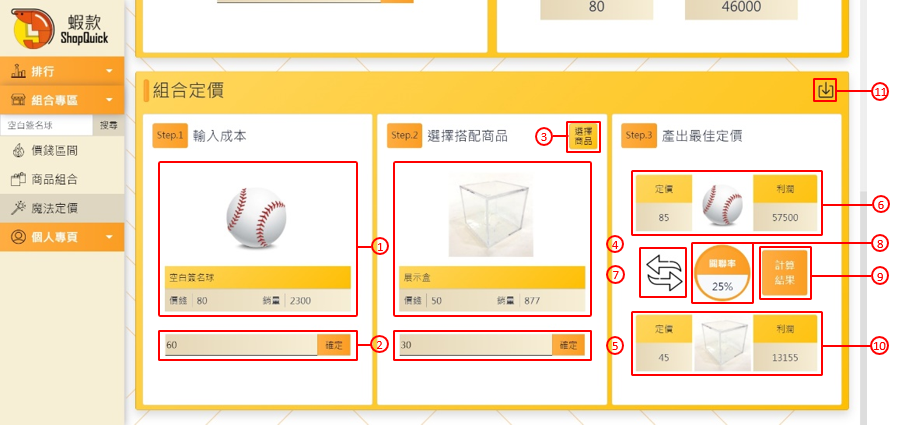 蝦款
ShopQuick
排行
組合專區
空白簽名球
搜尋
價錢區間
商品組合
魔法定價
個人專頁
80
46000
組合定價
11
Step.1
輸入成本
空白簽名球
價錢 80
銷量 2300
60
確定
1
2
Step.2
選擇搭配商品
3
選擇
商品
展示盒
價錢 50
銷量 877
30
確定
4
5
Step.3
產出最佳定價
定價
85
利潤
57500
6
7
關聯率
25%
8
計算
結果
9
定價
45
利潤
13155
10